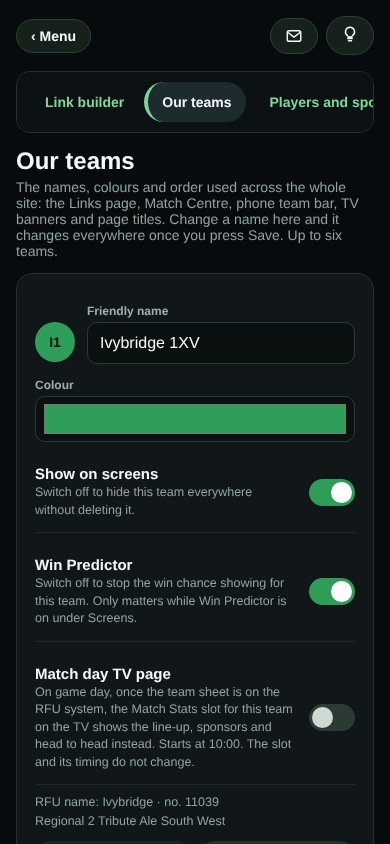 ‹ Menu
Link builder
Our teams
Players and spo
Our teams
The names, colours and order used across the whole
site: the Links page, Match Centre, phone team bar, TV
banners and page titles. Change a name here and it
changes everywhere once you press Save. Up to six
teams.
Friendly name
I1
Ivybridge 1XV
Colour
Show on screens
Switch off to hide this team everywhere
without deleting it.
Win Predictor
Switch off to stop the win chance showing for
this team. Only matters while Win Predictor is
on under Screens.
Match day TV page
On game day, once the team sheet is on the
RFU system, the Match Stats slot for this team
on the TV shows the line-up, sponsors and
head to head instead. Starts at 10:00. The slot
and its timing do not change.
RFU name: Ivybridge · no. 11039
Regional 2 Tribute Ale South West